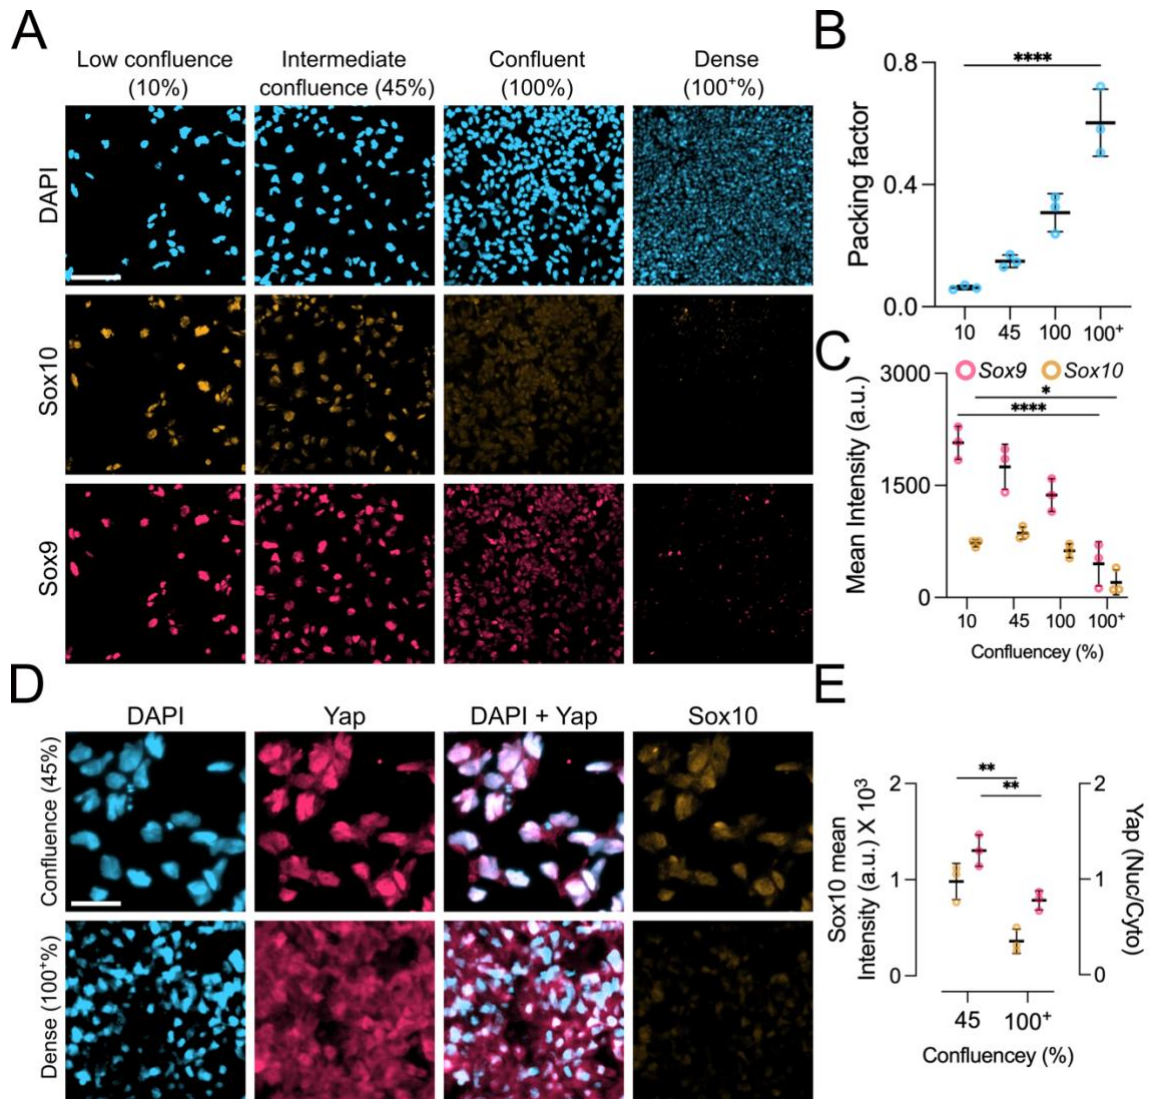 A
Low confluence
(10%)
Intermediate
confluence (45%)
Confluent
(100%)
Dense
(100⁺%)
DAPI
Sox10
Sox9
B
Packing factor
0.8
0.4
0.0
****
10 45 100 100⁺
C
Sox9 Sox10
Mean Intensity (a.u.)
3000
1500
0
*
****
10 45 100 100⁺
Confluencey (%)
D
DAPI Yap DAPI + Yap Sox10
Confluence (45%)
Dense (100⁺%)
E
Sox10 mean
Intensity (a.u.) X 10³
2
1
0
**
**
2
1
0
Yap (Nuc/Cyto)
45 100⁺
Confluencey (%)